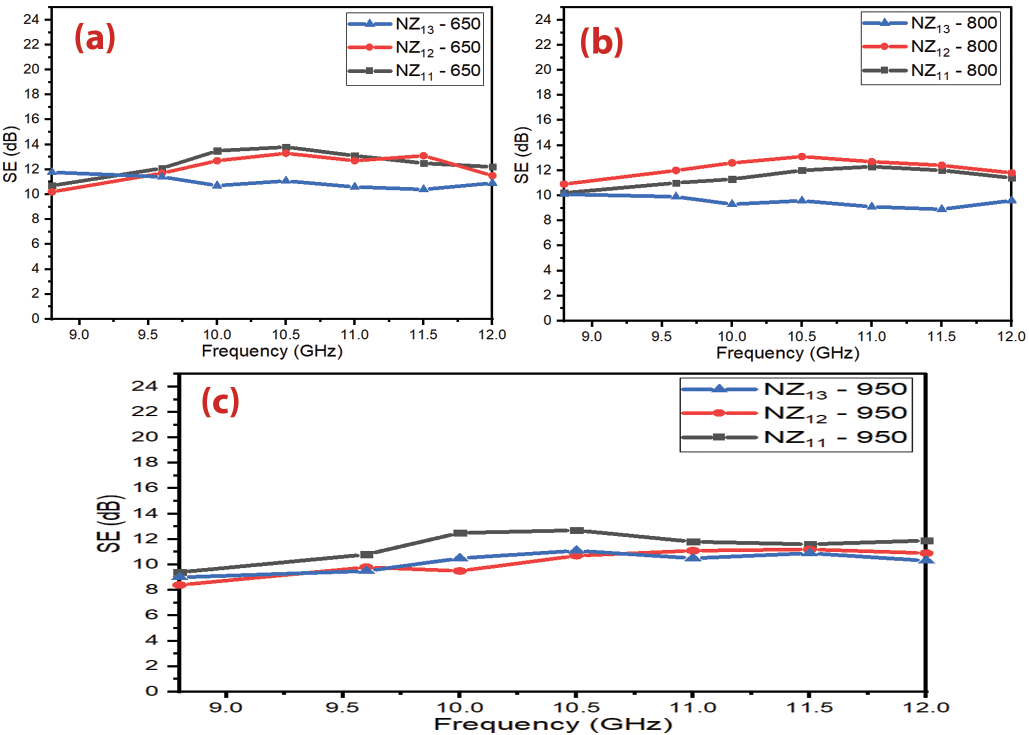 (a)
NZ13 - 650
NZ12 - 650
NZ11 - 650
24
22
20
18
16
14
12
10
8
6
4
2
0
SE (dB)
9.0 9.5 10.0 10.5 11.0 11.5 12.0
Frequency (GHz)
(b)
NZ13 - 800
NZ12 - 800
NZ11 - 800
24
22
20
18
16
14
12
10
8
6
4
2
0
SE (dB)
9.0 9.5 10.0 10.5 11.0 11.5 12.0
Frequency (GHz)
(c)
NZ13 - 950
NZ12 - 950
NZ11 - 950
24
22
20
18
16
14
12
10
8
6
4
2
0
SE (dB)
9.0 9.5 10.0 10.5 11.0 11.5 12.0
Frequency (GHz)